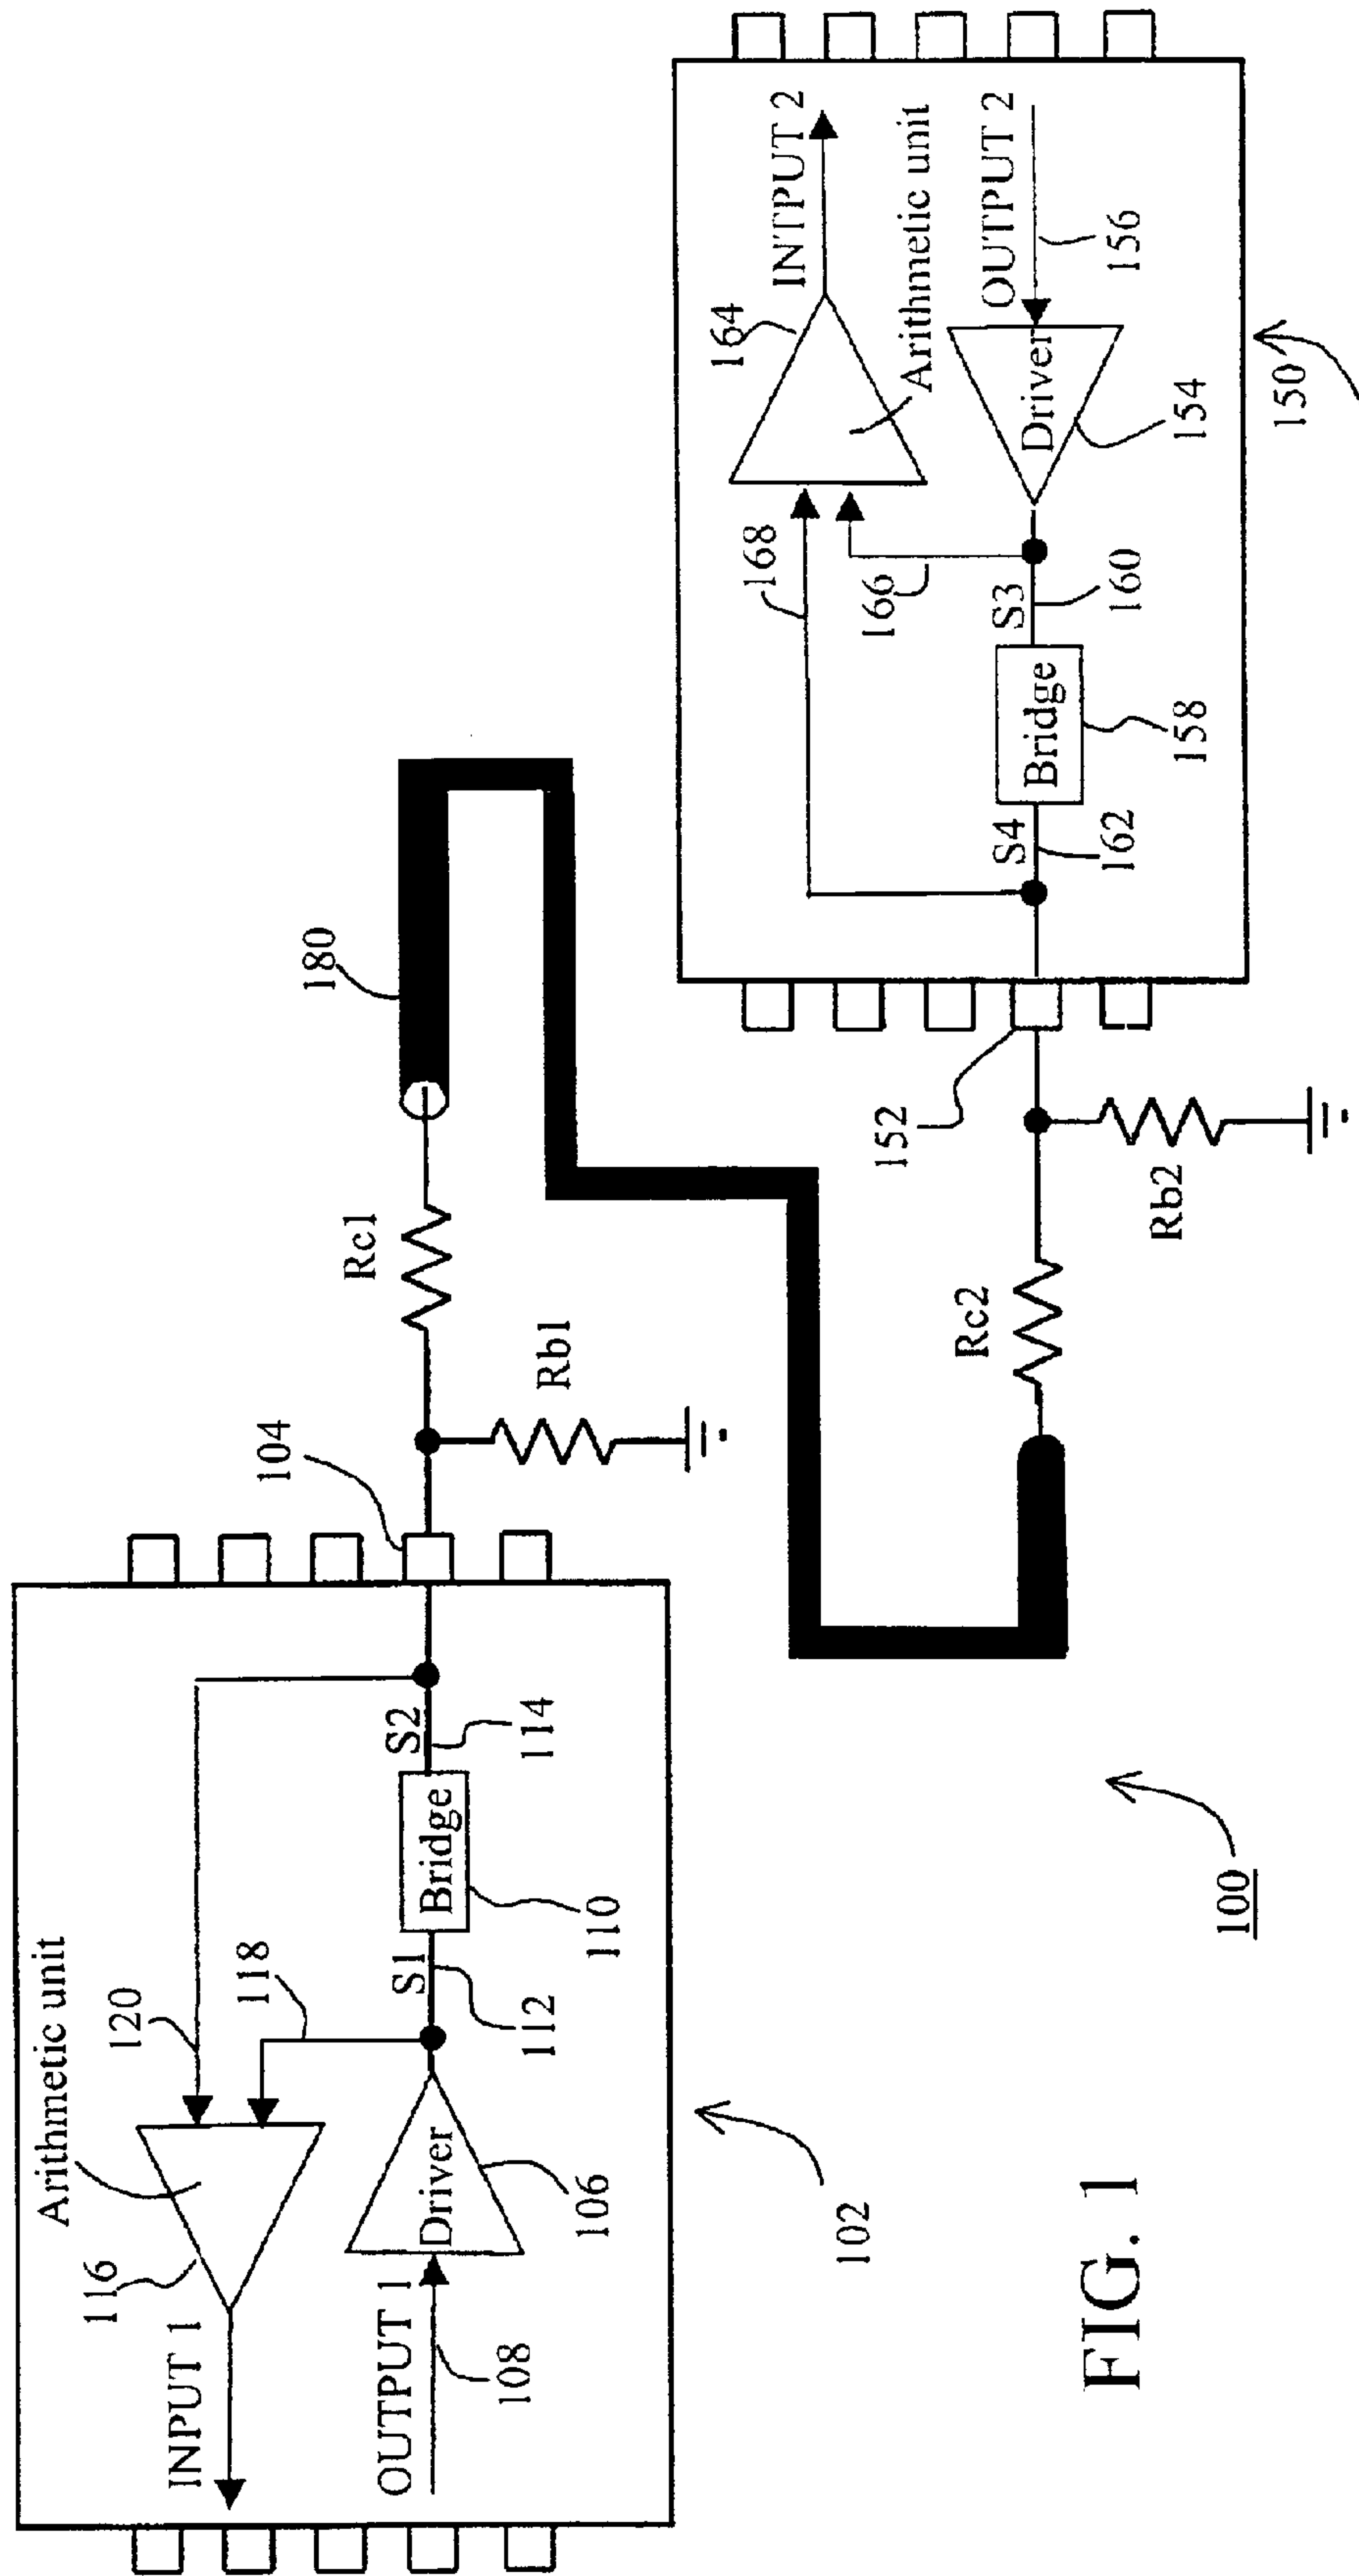 Arithmetic unit
116
120
118
INPUT 1
OUTPUT 1
108
Driver
106
S1
112
Bridge
110
S2
114
104
102
Rb1
Rc1
180
Rc2
Rb2
152
168
164
INTPUT 2
Arithmetic unit
166
S4
162
Bridge
158
S3
160
Driver
154
OUTPUT 2
156
150
100
FIG. 1